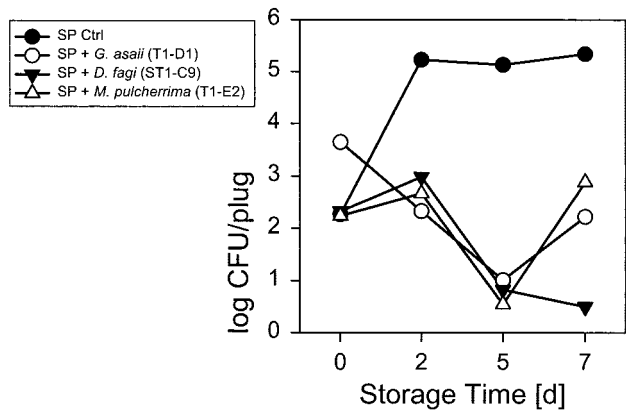 SP Ctrl
SP + G. asaii (T1-D1)
SP + D. fagi (ST1-C9)
SP + M. pulcherrima (T1-E2)
6
5
4
3
2
1
0
log CFU/plug
0 2 5 7
Storage Time [d]